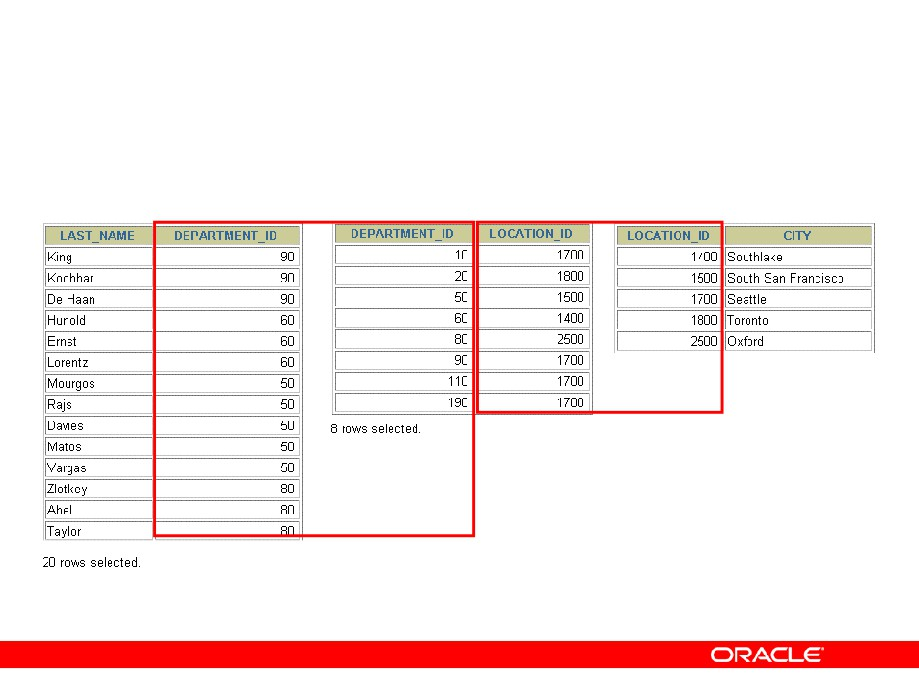 LAST_NAME DEPARTMENT_ID
King 90
Kochhar 90
De Haan 90
Hunold 60
Ernst 60
Lorentz 60
Mourgos 50
Rajs 50
Davies 50
Matos 50
Vargas 50
Zlotkey 80
Abel 80
Taylor 80
20 rows selected.
DEPARTMENT_ID LOCATION_ID
10 1700
20 1800
50 1500
60 1400
80 2500
90 1700
110 1700
190 1700
8 rows selected.
LOCATION_ID CITY
1400 Southlake
1500 South San Francisco
1700 Seattle
1800 Toronto
2500 Oxford
ORACLE